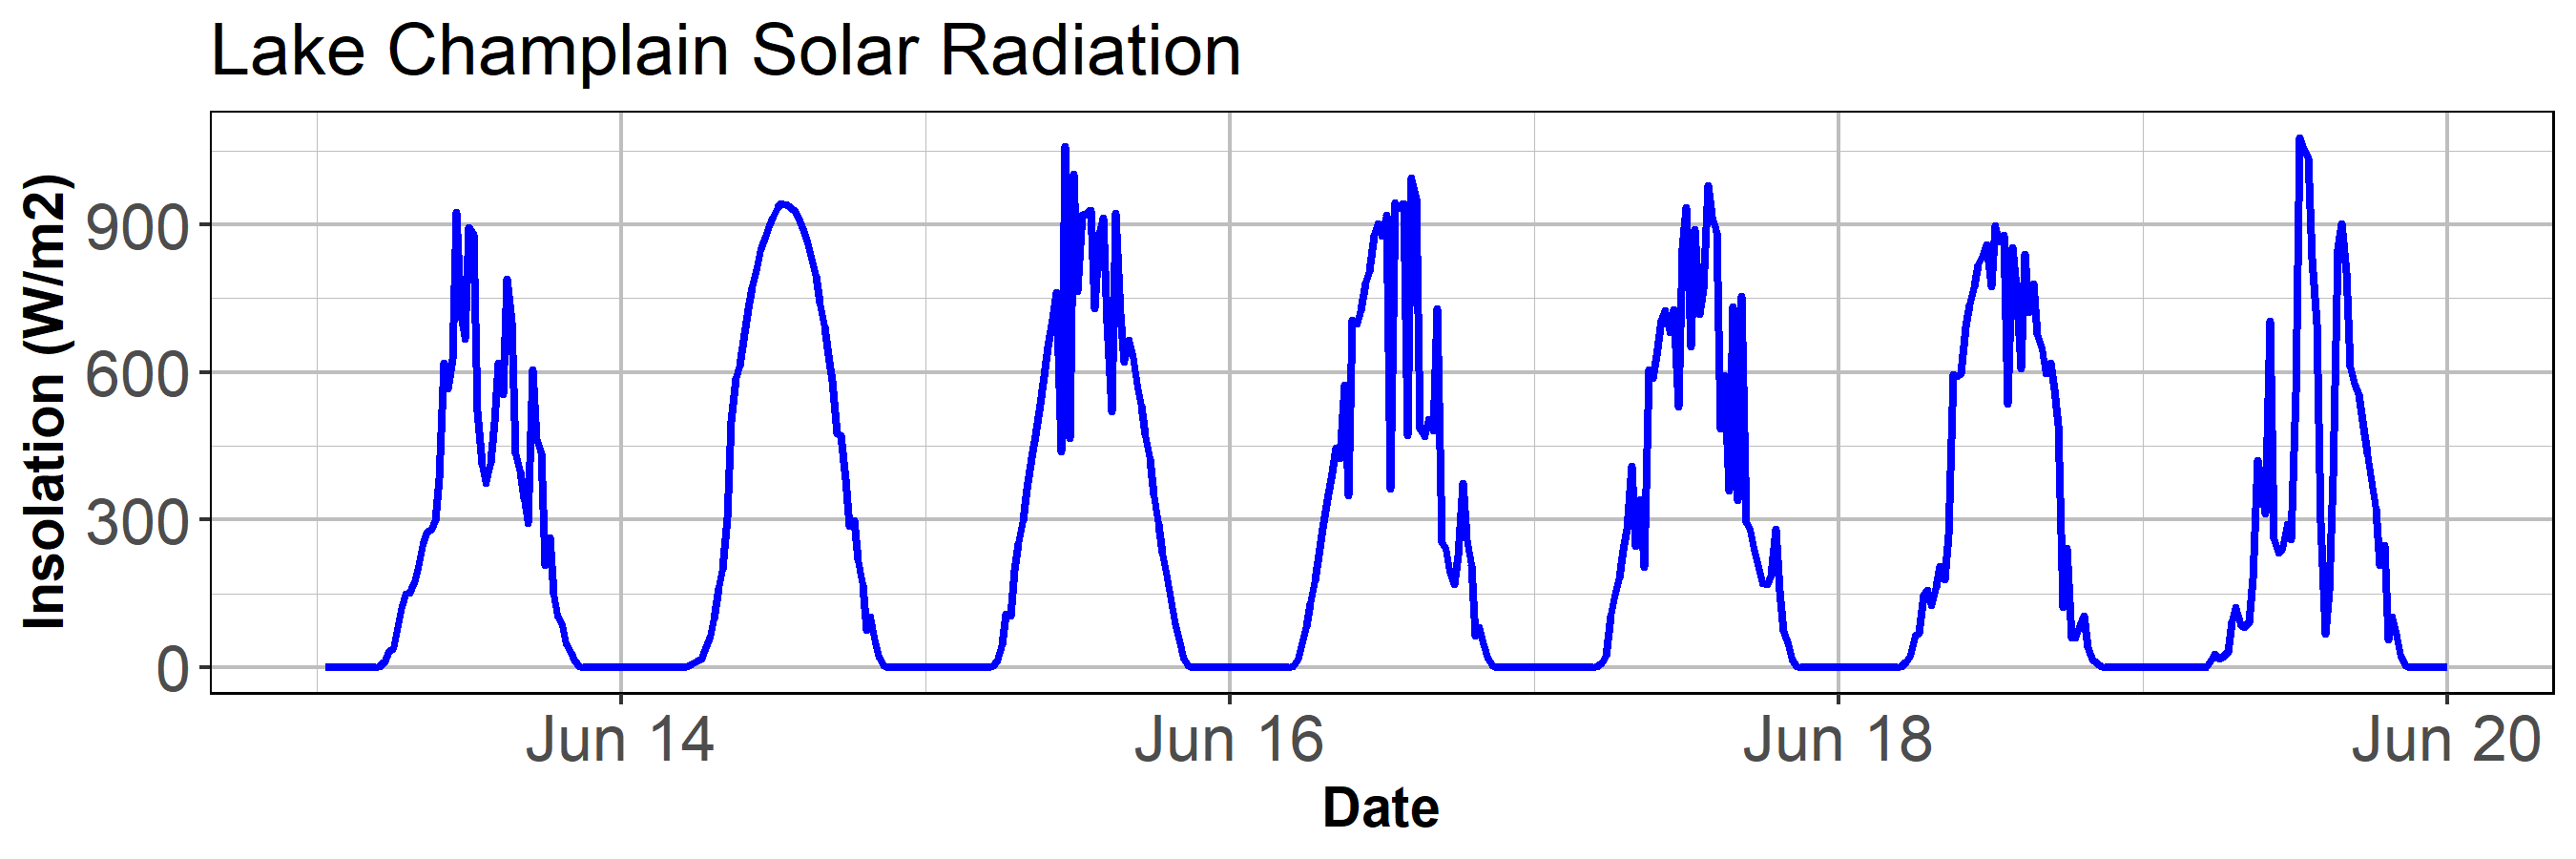 Lake Champlain Solar Radiation
Insolation (W/m2)
900
600
300
0
Jun 14
Jun 16
Jun 18
Jun 20
Date